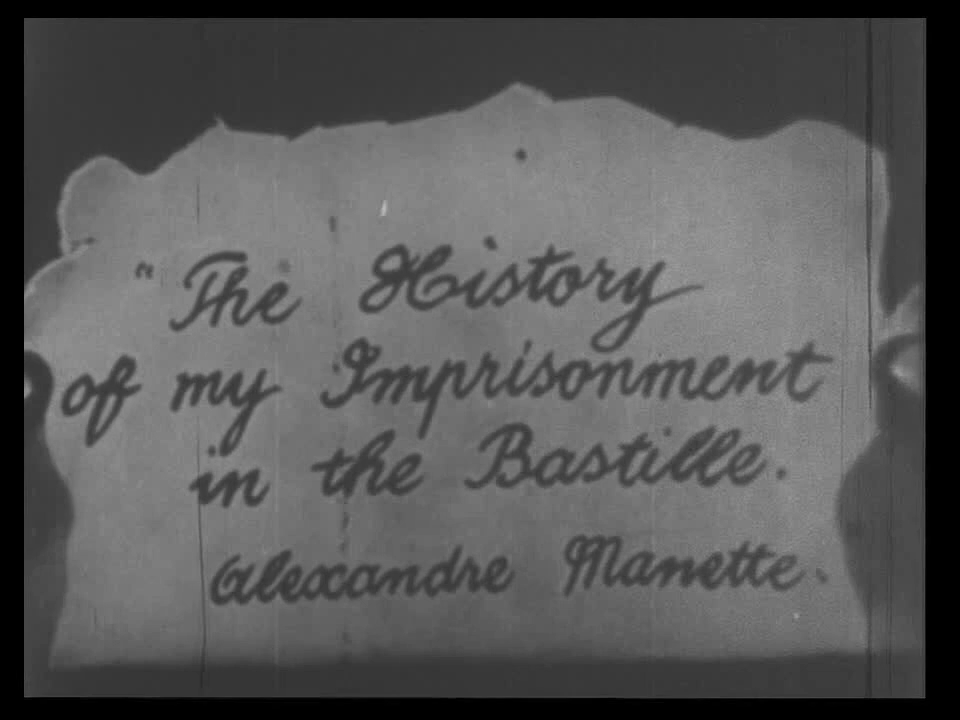 "The History
of my Imprisonment
in the Bastille.
Alexandre Manette.